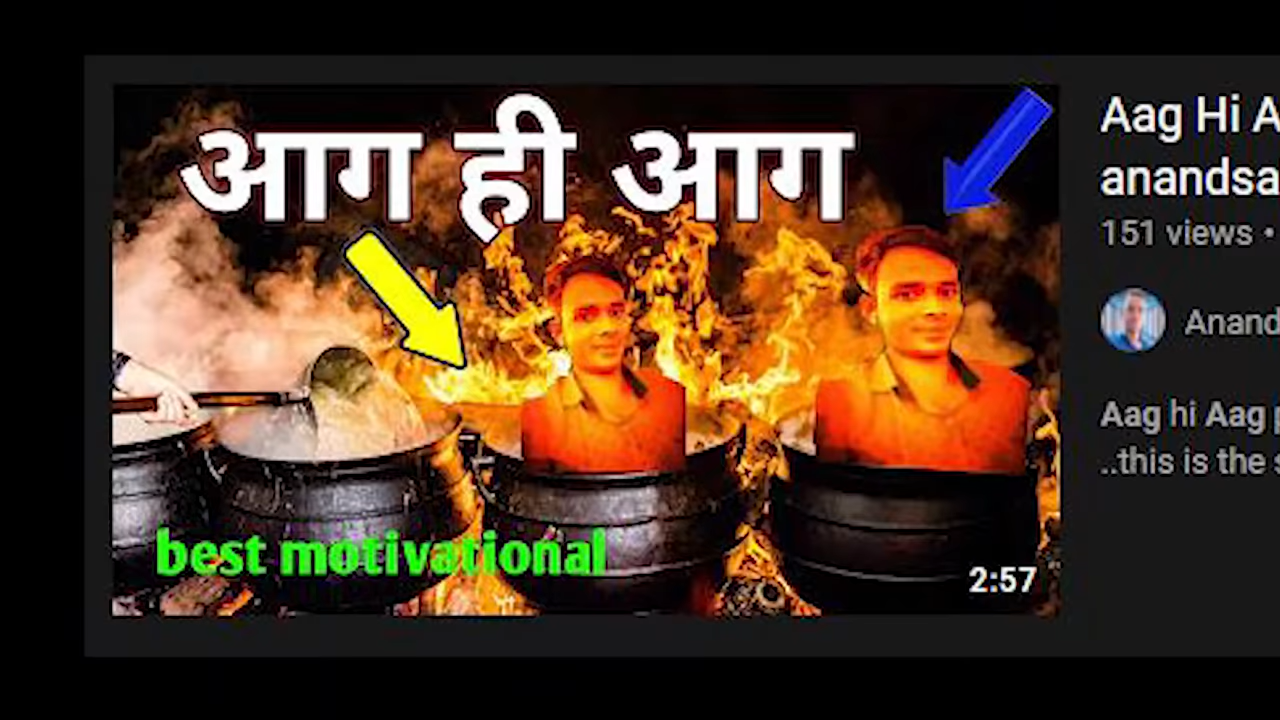 आग ही आग
best motivational
2:57
Aag Hi A
anandsa
151 views •
Anand
Aag hi Aag
..this is the s